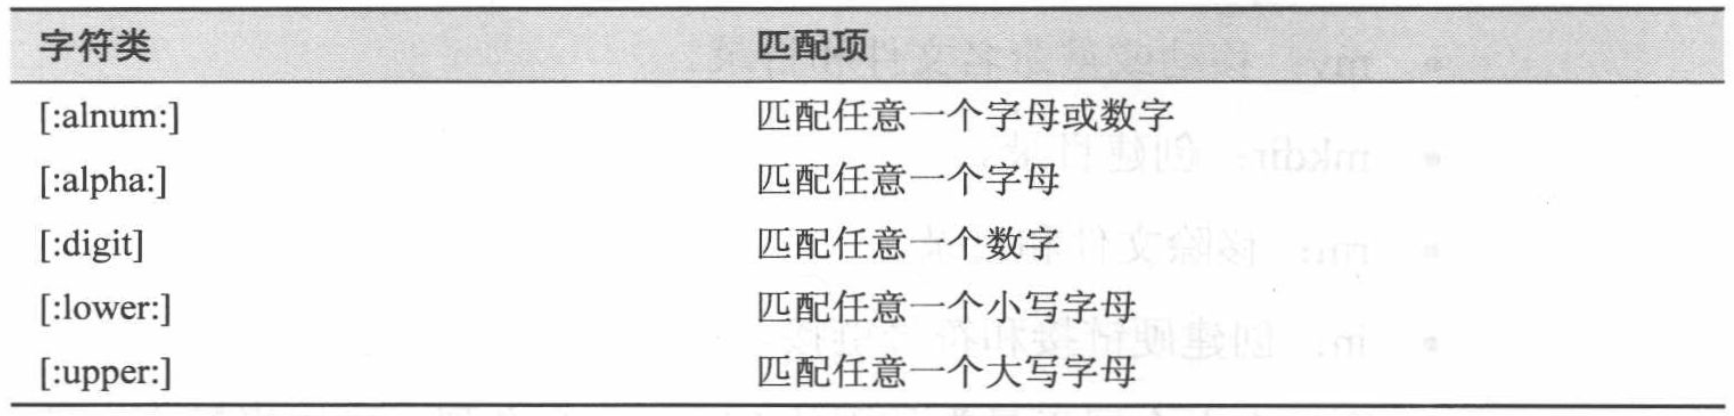 字符类 匹配项
[:alnum:] 匹配任意一个字母或数字
[:alpha:] 匹配任意一个字母
[:digit] 匹配任意一个数字
[:lower:] 匹配任意一个小写字母
[:upper:] 匹配任意一个大写字母